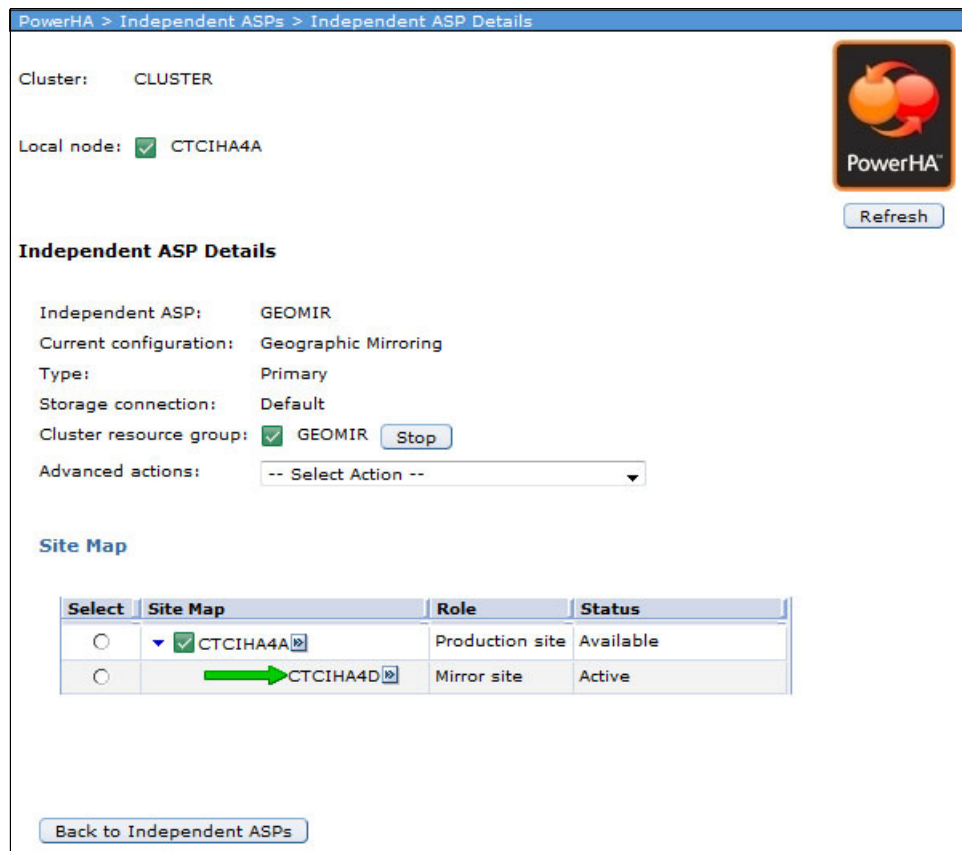 PowerHA > Independent ASPs > Independent ASP Details
Cluster: CLUSTER
Local node: CTCIHA4A
PowerHA™
Refresh
Independent ASP Details
Independent ASP: GEOMIR
Current configuration: Geographic Mirroring
Type: Primary
Storage connection: Default
Cluster resource group: GEOMIR Stop
Advanced actions: -- Select Action --
Site Map
Select Site Map Role Status
CTCIHA4A Production site Available
CTCIHA4D Mirror site Active
Back to Independent ASPs